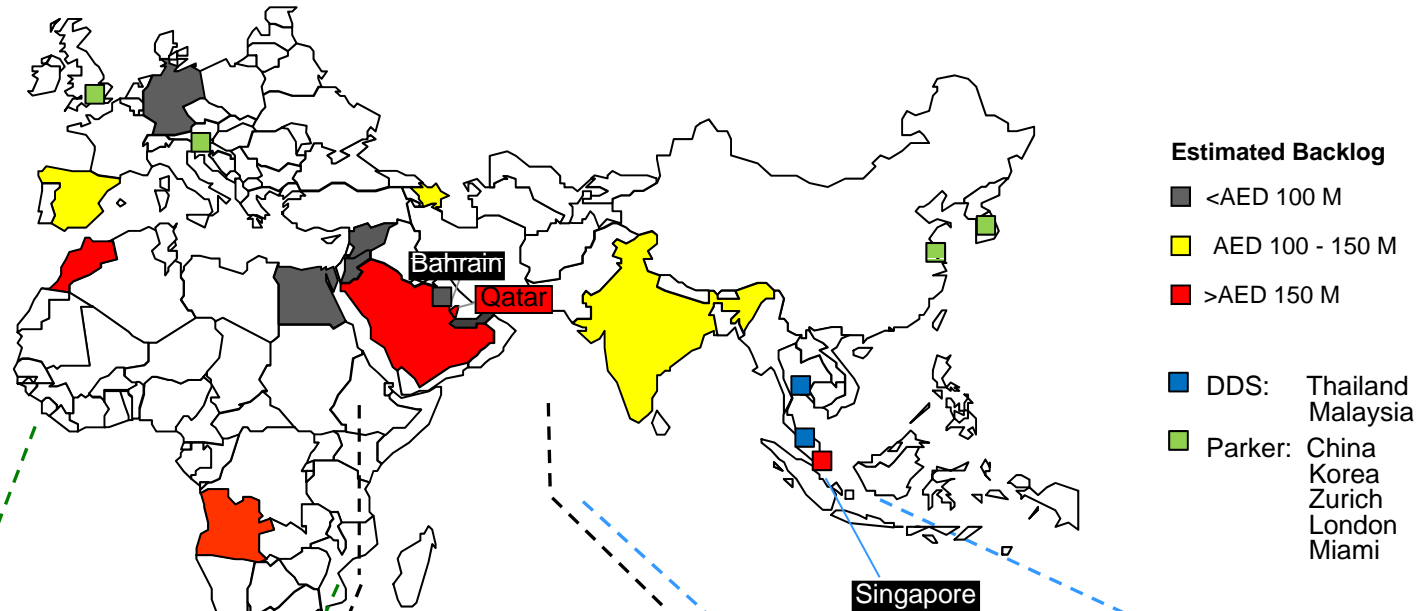 Bahrain
Qatar
Singapore
Estimated Backlog
<AED 100 M
AED 100 - 150 M
>AED 150 M
DDS: Thailand
Malaysia
Parker: China
Korea
Zurich
London
Miami